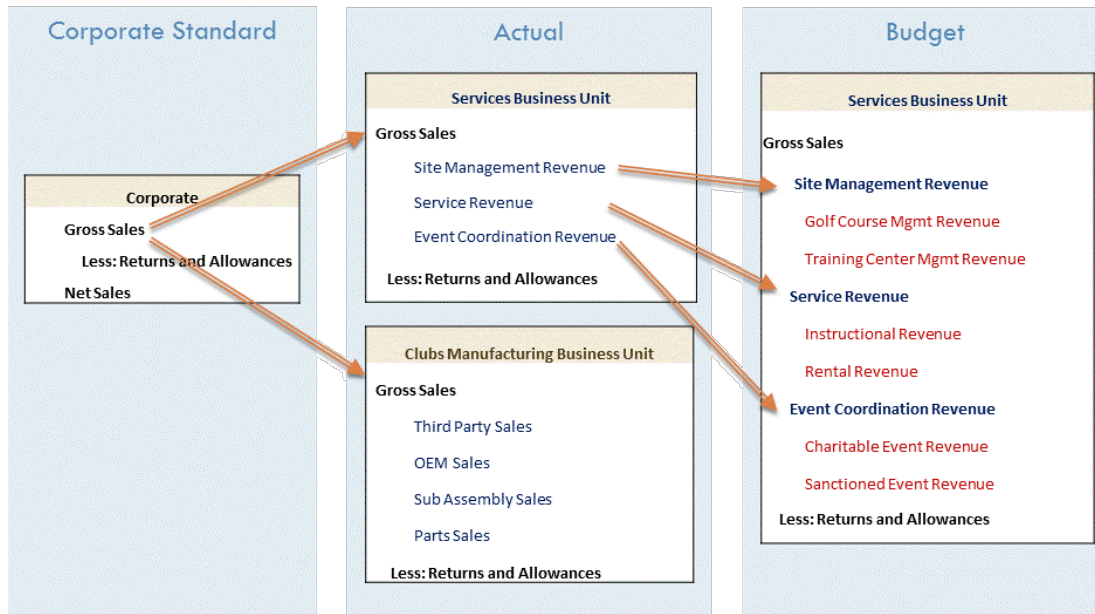 Corporate Standard
Corporate
Gross Sales
Less: Returns and Allowances
Net Sales
Actual
Services Business Unit
Gross Sales
Site Management Revenue
Service Revenue
Event Coordination Revenue
Less: Returns and Allowances
Clubs Manufacturing Business Unit
Gross Sales
Third Party Sales
OEM Sales
Sub Assembly Sales
Parts Sales
Less: Returns and Allowances
Budget
Services Business Unit
Gross Sales
Site Management Revenue
Golf Course Mgmt Revenue
Training Center Mgmt Revenue
Service Revenue
Instructional Revenue
Rental Revenue
Event Coordination Revenue
Charitable Event Revenue
Sanctioned Event Revenue
Less: Returns and Allowances